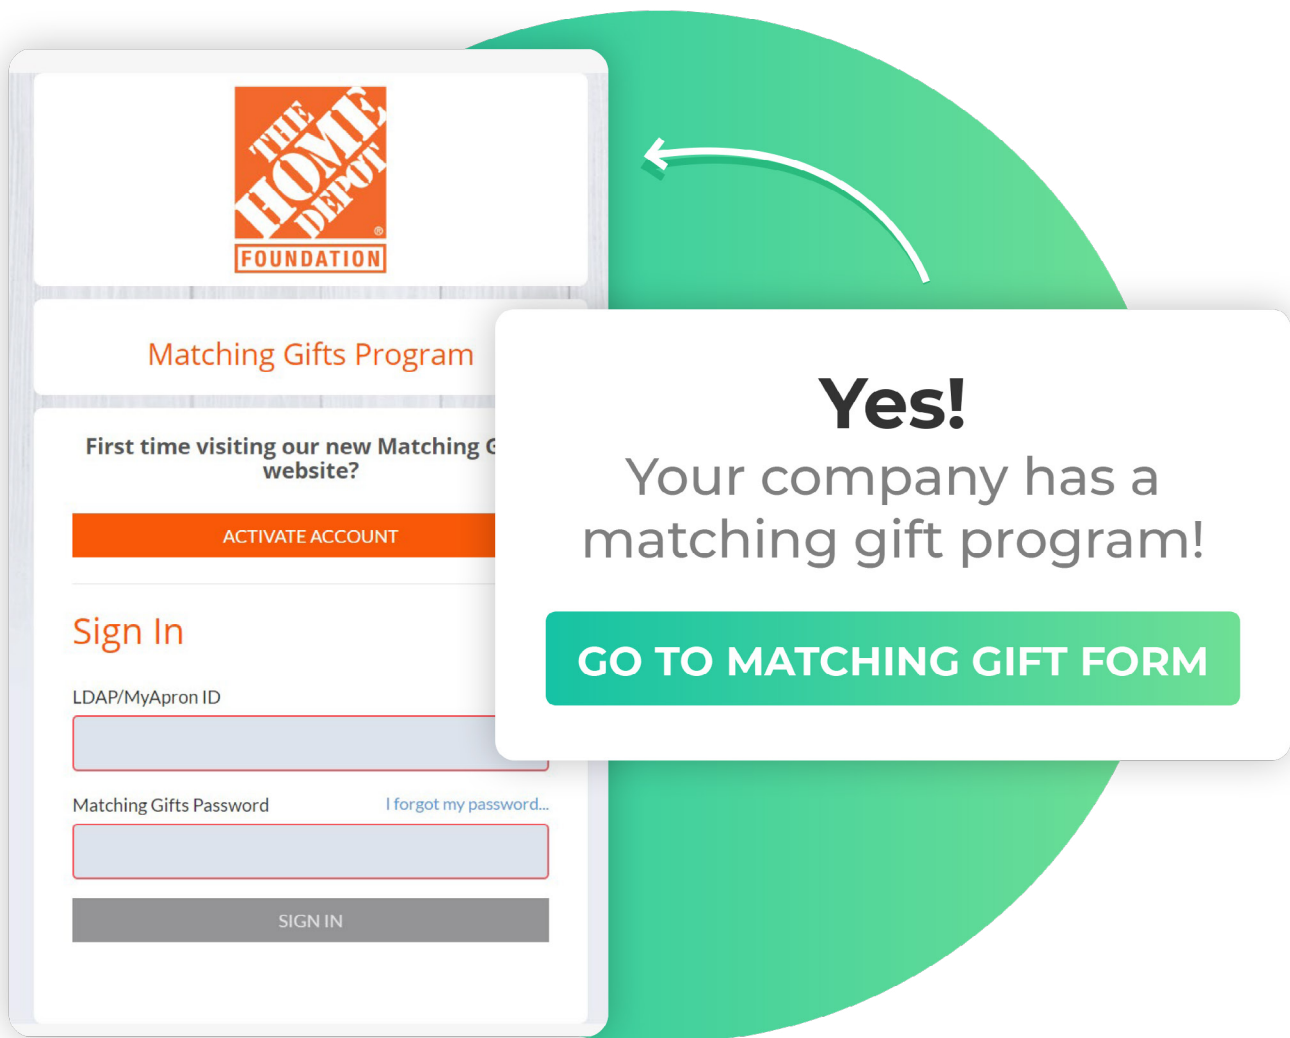 THE
HOME
DEPOT
®
FOUNDATION
Matching Gifts Program
First time visiting our new Matching
website?
ACTIVATE ACCOUNT
Sign In
LDAP/MyApron ID
Matching Gifts Password
I forgot my password...
SIGN IN
Yes!
Your company has a
matching gift program!
GO TO MATCHING GIFT FORM